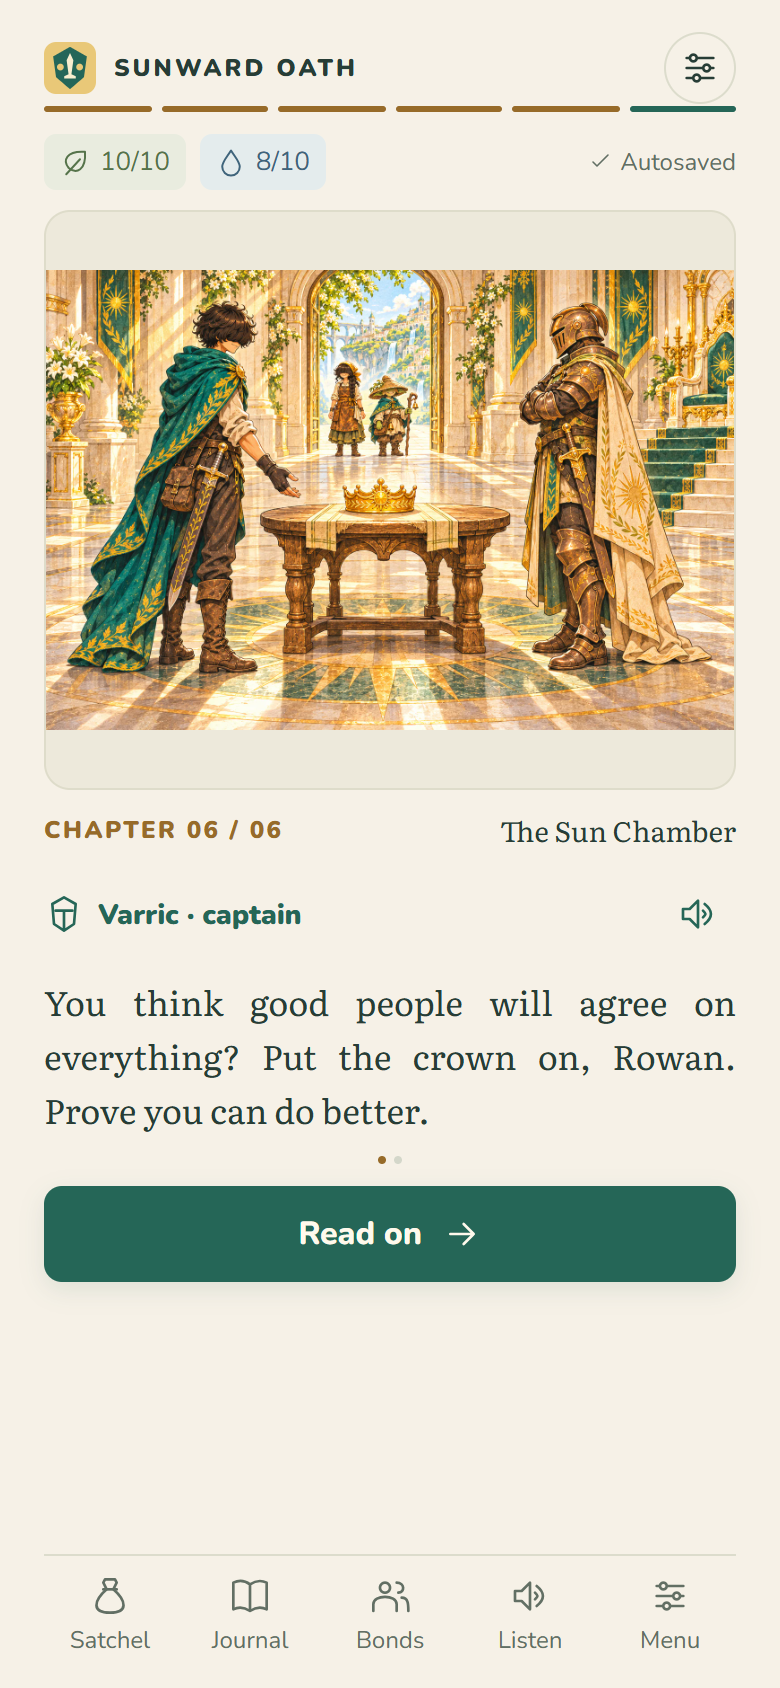 SUNWARD OATH
10/10
8/10
Autosaved
CHAPTER 06 / 06
The Sun Chamber
Varric · captain
You think good people will agree on
everything? Put the crown on, Rowan.
Prove you can do better.
Read on
Satchel
Journal
Bonds
Listen
Menu